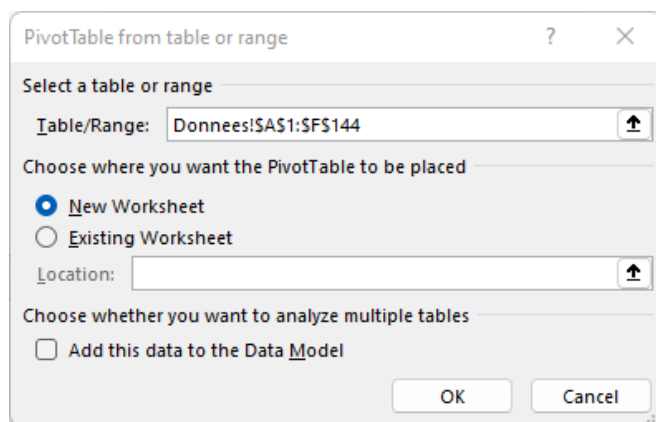 PivotTable from table or range ?
Select a table or range
Table/Range: Donnees!$A$1:$F$144
Choose where you want the PivotTable to be placed
New Worksheet
Existing Worksheet
Location:
Choose whether you want to analyze multiple tables
Add this data to the Data Model
OK Cancel